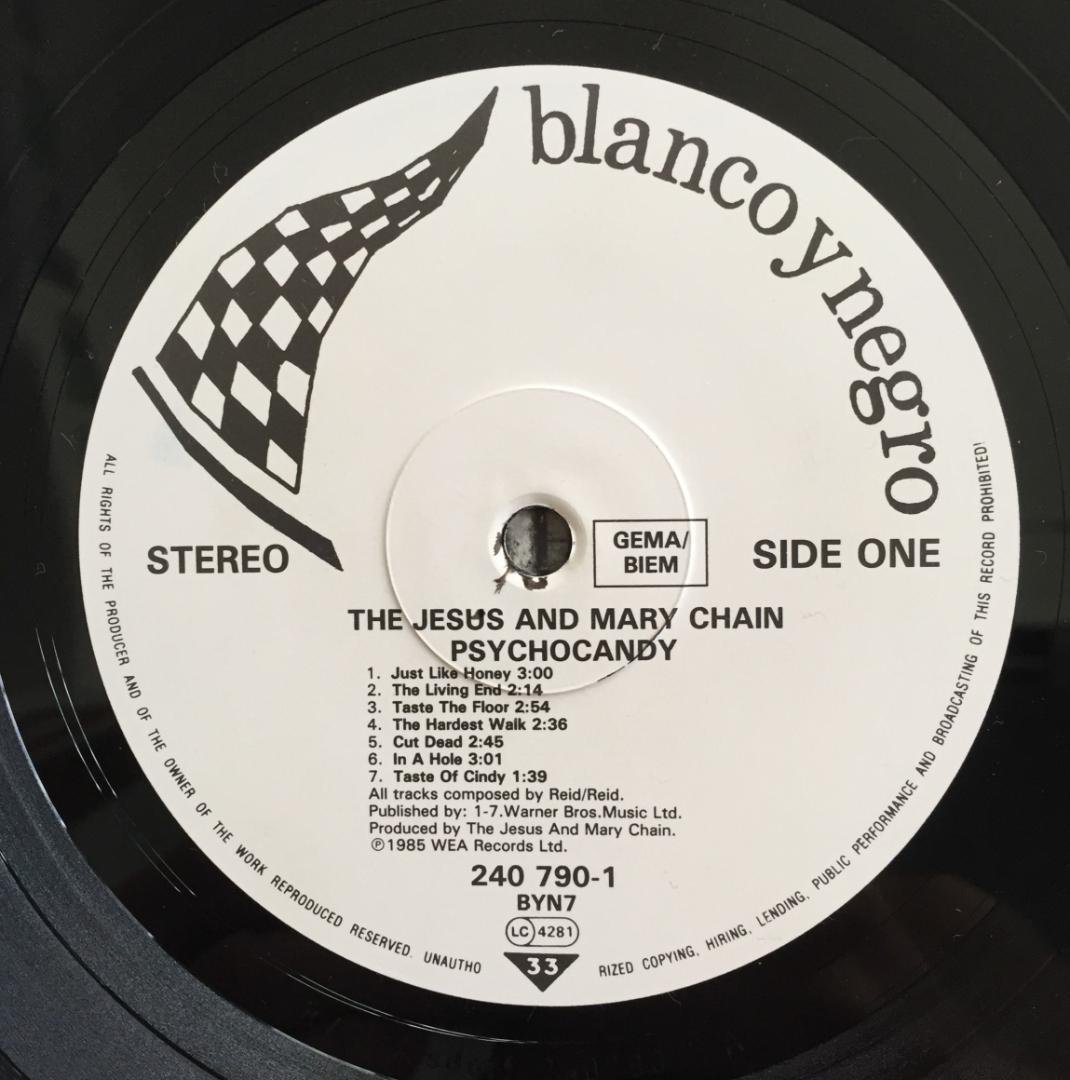 blanco y negro
STEREO
GEMA/
BIEM
SIDE ONE
THE JESUS AND MARY CHAIN
PSYCHOCANDY
1. Just Like Honey 3:00
2. The Living End 2:14
3. Taste The Floor 2:54
4. The Hardest Walk 2:36
5. Cut Dead 2:45
6. In A Hole 3:01
7. Taste Of Cindy 1:39
All tracks composed by Reid/Reid.
Published by: 1-7.Warner Bros.Music Ltd.
Produced by The Jesus And Mary Chain.
℗1985 WEA Records Ltd.
240 790-1
BYN7
LC 4281
33
ALL RIGHTS OF THE PRODUCER AND OF THE OWNER OF THE WORK REPRODUCED RESERVED. UNAUTHO
RIZED COPYING, HIRING, LENDING, PUBLIC PERFORMANCE AND BROADCASTING OF THIS RECORD PROHIBITED!